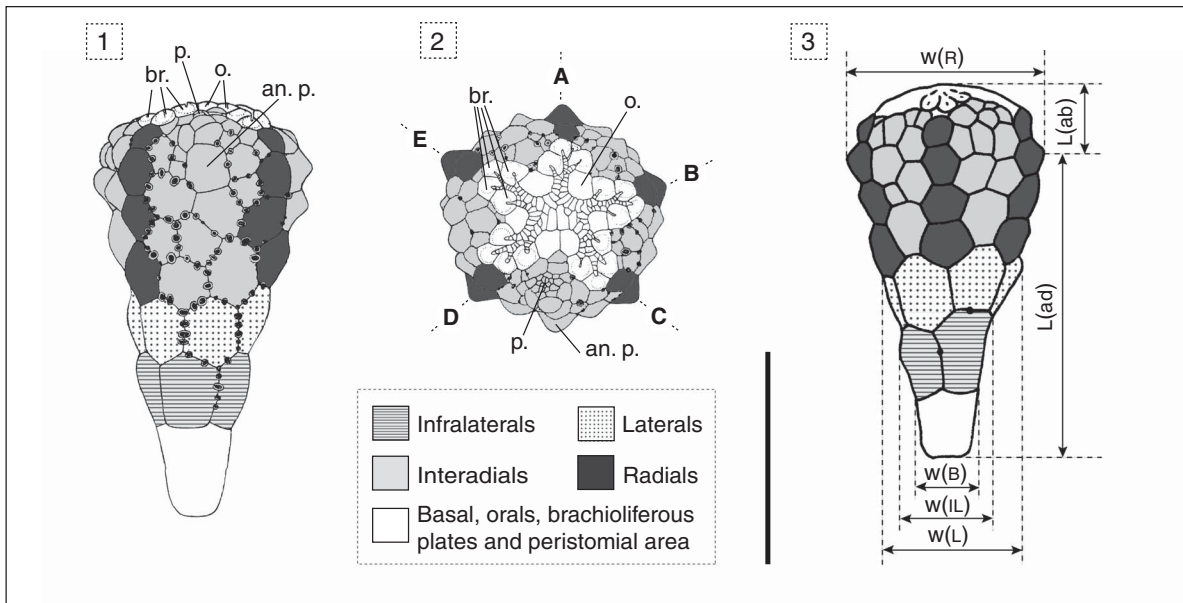 1
p.
br.
o.
an. p.
2
A
br.
o.
E
B
D
C
p.
an. p.
3
w(R)
L(ab)
L(ad)
w(B)
w(IL)
w(L)
Infralaterals
Laterals
Interadials
Radials
Basal, orals, brachioliferous
plates and peristomial area